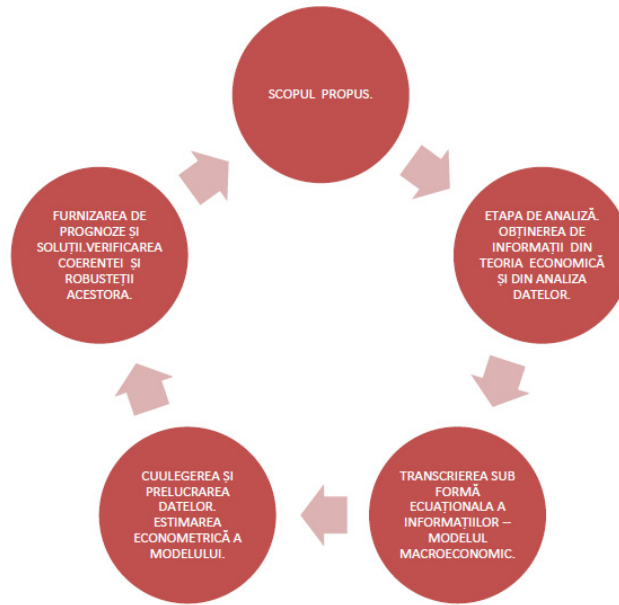 SCOPUL PROPUS.
ETAPA DE ANALIZĂ.
OBȚINEREA DE
INFORMAȚII DIN
TEORIA ECONOMICĂ
ȘI DIN ANALIZA
DATELOR.
TRANSCRIEREA SUB
FORMĂ
ECUAȚIONALA A
INFORMAȚIILOR –
MODELUL
MACROECONOMIC.
CUULEGEREA ȘI
PRELUCRAREA
DATELOR.
ESTIMAREA
ECONOMETRICĂ A
MODELULUI.
FURNIZAREA DE
PROGNOZE ȘI
SOLUȚII.VERIFICAREA
COERENTEI ȘI
ROBUSTEȚII
ACESTORA.